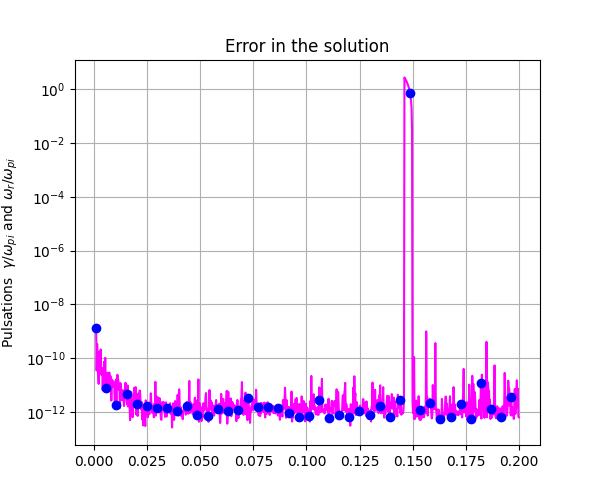 Error in the solution
Pulsations γ/ω_pi and ω_r/ω_pi
10^0
10^-2
10^-4
10^-6
10^-8
10^-10
10^-12
0.000 0.025 0.050 0.075 0.100 0.125 0.150 0.175 0.200